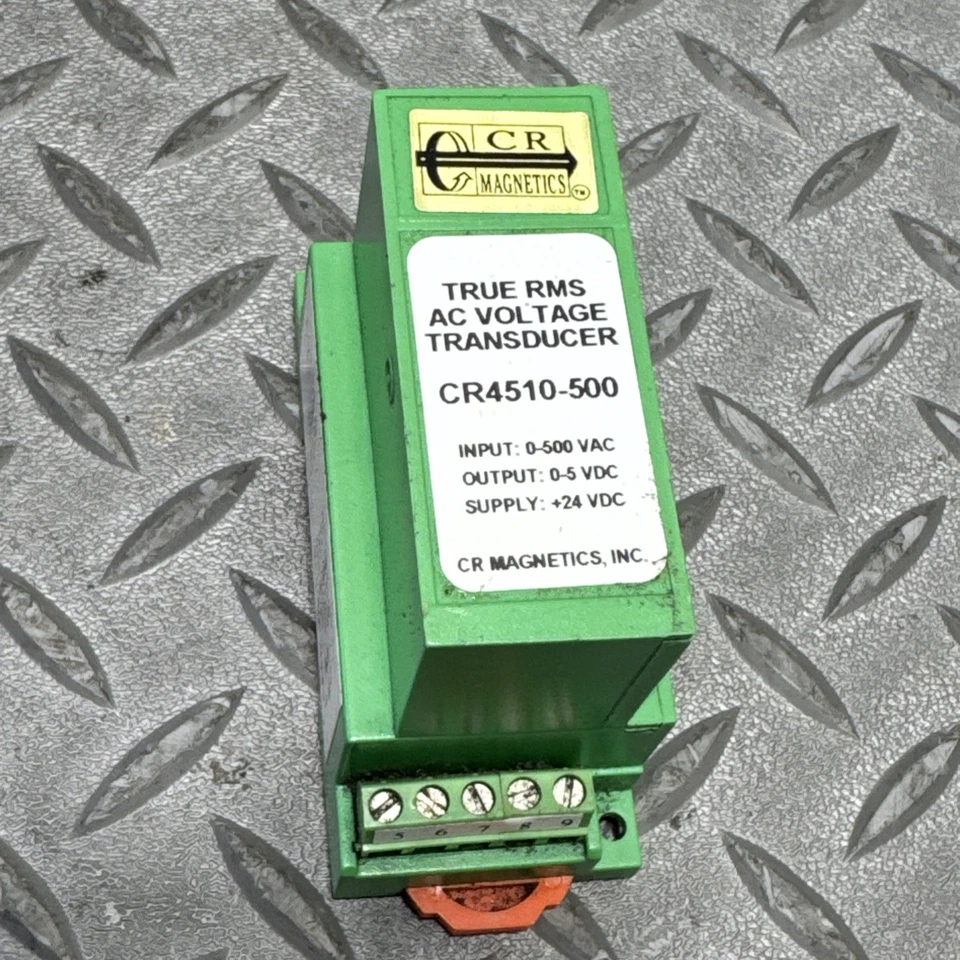 CR
MAGNETICS
TM
TRUE RMS
AC VOLTAGE
TRANSDUCER
CR4510-500
INPUT: 0-500 VAC
OUTPUT: 0-5 VDC
SUPPLY: +24 VDC
CR MAGNETICS, INC.
5 6 7 8 9